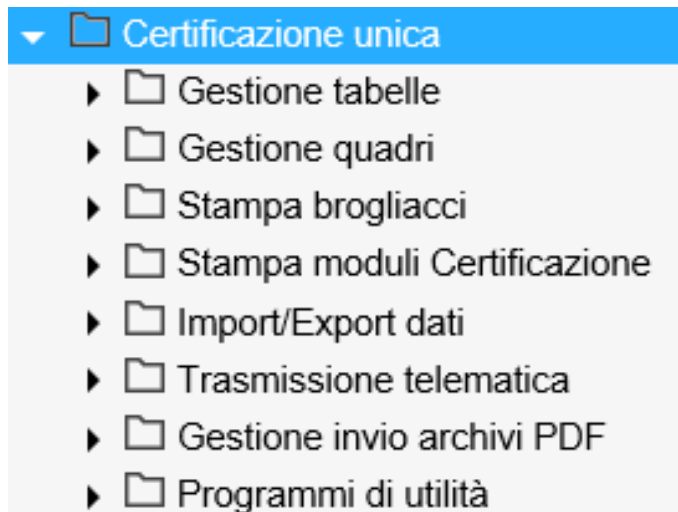 Certificazione unica
Gestione tabelle
Gestione quadri
Stampa brogliacci
Stampa moduli Certificazione
Import/Export dati
Trasmissione telematica
Gestione invio archivi PDF
Programmi di utilità